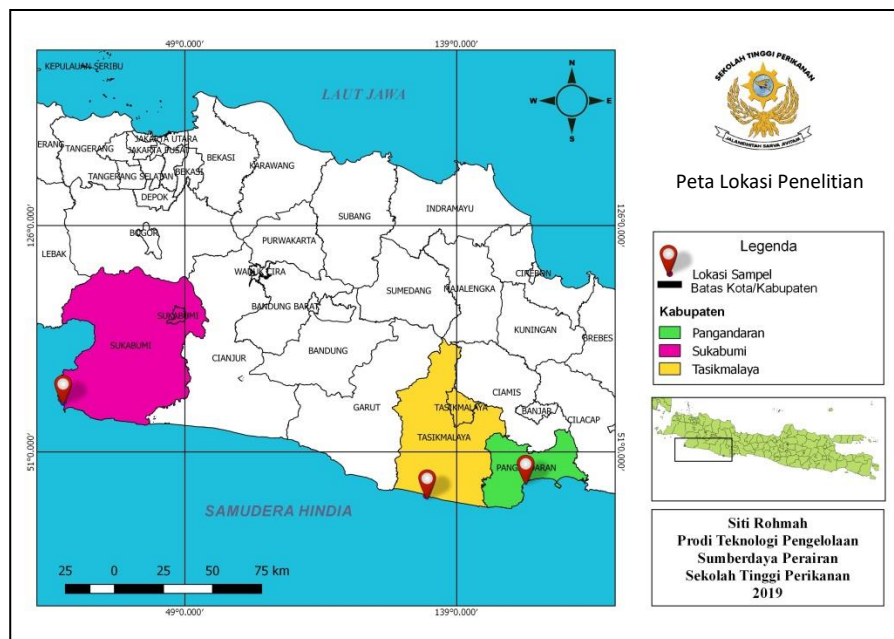 49°0.000'
139°0.000'
KEPULAUAN SERIBU
LAUT JAWA
N
W
E
S
ERANG
TANGERANG
JAKARTA UTARA
JAKARTA PUSA
BEKASI
KARAWANG
TANGERANG SELATAN
BEKASI
DEPOK
SUBANG
INDRAMAYU
126°0.000'
126°0.000'
BOGOR
LEBAK
PURWAKARTA
WADUK CIRA
CIREBON
SUMEDANG
MAJALENGKA
BANDUNG BARAT
SUKABUMI
KUNINGAN
BREBES
SUKABUMI
CIANJUR
BANDUNG
CIAMIS
GARUT
TASIKMALAYA
BANJAR
CILACAP
TASIKMALAYA
51°0.000'
51°0.000'
PANGANDARAN
SAMUDERA HINDIA
25 0 25 50 75 km
49°0.000'
139°0.000'
SEKOLAH TINGGI PERIKANAN
Peta Lokasi Penelitian
Legenda
Lokasi Sampel
Batas Kota/Kabupaten
Kabupaten
Pangandaran
Sukabumi
Tasikmalaya
Siti Rohmah
Prodi Teknologi Pengelolaan
Sumberdaya Perairan
Sekolah Tinggi Perikanan
2019